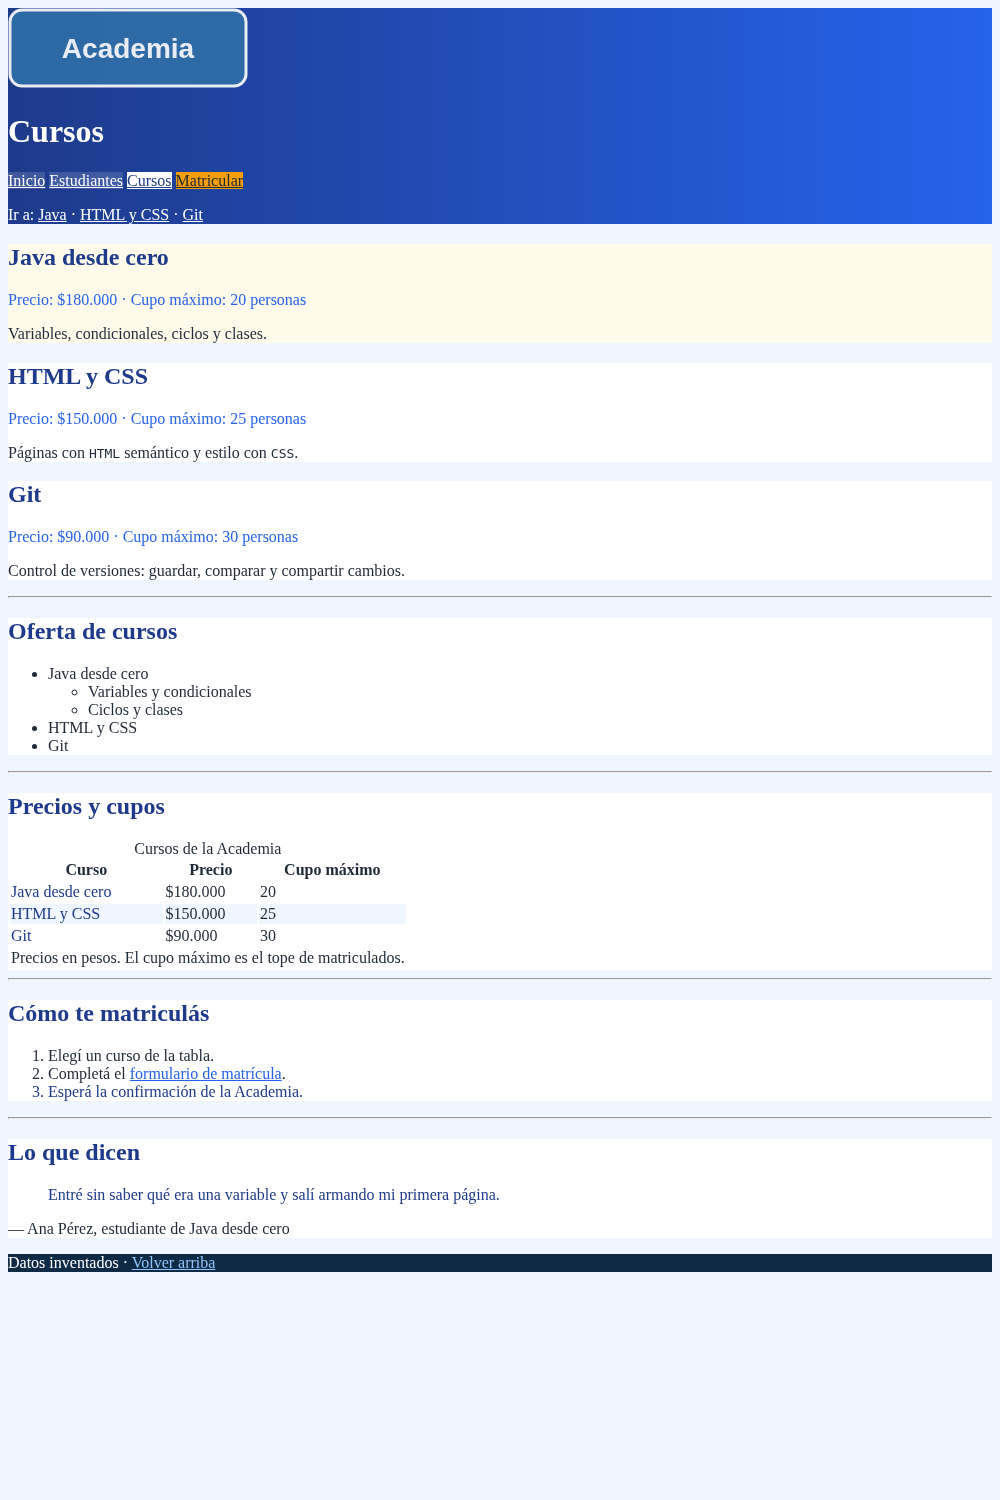 Academia
Cursos
Inicio Estudiantes Cursos Matricular
Ir a: Java · HTML y CSS · Git
Java desde cero
Precio: $180.000 · Cupo máximo: 20 personas
Variables, condicionales, ciclos y clases.
HTML y CSS
Precio: $150.000 · Cupo máximo: 25 personas
Páginas con HTML semántico y estilo con CSS.
Git
Precio: $90.000 · Cupo máximo: 30 personas
Control de versiones: guardar, comparar y compartir cambios.
Oferta de cursos
• Java desde cero
◦ Variables y condicionales
◦ Ciclos y clases
• HTML y CSS
• Git
Precios y cupos
Cursos de la Academia
Curso Precio Cupo máximo
Java desde cero $180.000 20
HTML y CSS $150.000 25
Git $90.000 30
Precios en pesos. El cupo máximo es el tope de matriculados.
Cómo te matriculás
1. Elegí un curso de la tabla.
2. Completá el formulario de matrícula.
3. Esperá la confirmación de la Academia.
Lo que dicen
Entré sin saber qué era una variable y salí armando mi primera página.
— Ana Pérez, estudiante de Java desde cero
Datos inventados · Volver arriba